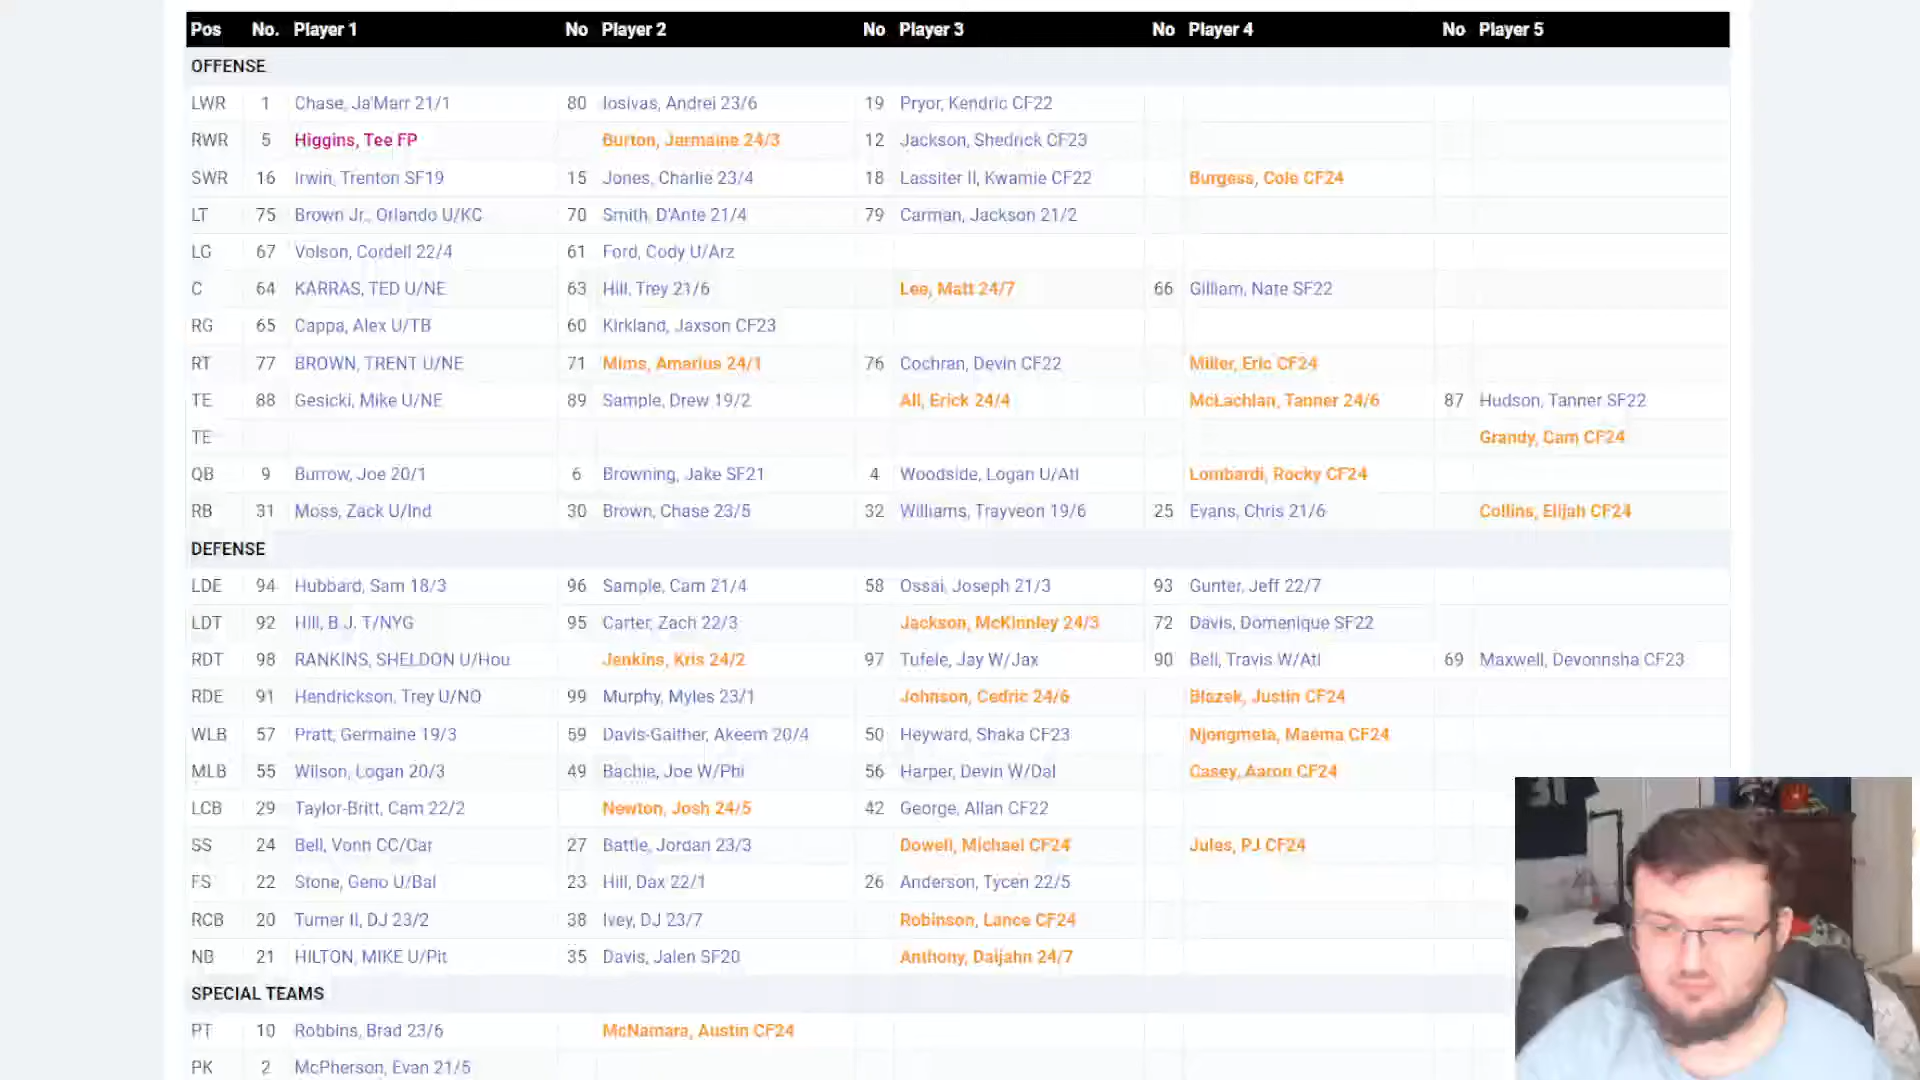 Pos No. Player 1 No Player 2 No Player 3 No Player 4 No Player 5
OFFENSE
LWR 1 Chase, Ja'Marr 21/1 80 Iosivas, Andrei 23/6 19 Pryor, Kendric CF22
RWR 5 Higgins, Tee FP Burton, Jermaine 24/3 12 Jackson, Shedrick CF23
SWR 16 Irwin, Trenton SF19 15 Jones, Charlie 23/4 18 Lassiter II, Kwamie CF22 Burgess, Cole CF24
LT 75 Brown Jr., Orlando U/KC 70 Smith, D'Ante 21/4 79 Carman, Jackson 21/2
LG 67 Volson, Cordell 22/4 61 Ford, Cody U/Arz
C 64 KARRAS, TED U/NE 63 Hill, Trey 21/6 Lee, Matt 24/7 66 Gilliam, Nate SF22
RG 65 Cappa, Alex U/TB 60 Kirkland, Jaxson CF23
RT 77 BROWN, TRENT U/NE 71 Mims, Amarius 24/1 76 Cochran, Devin CF22 Miller, Eric CF24
TE 88 Gesicki, Mike U/NE 89 Sample, Drew 19/2 All, Erick 24/4 McLachlan, Tanner 24/6 87 Hudson, Tanner SF22
TE Grandy, Cam CF24
QB 9 Burrow, Joe 20/1 6 Browning, Jake SF21 4 Woodside, Logan U/Atl Lombardi, Rocky CF24
RB 31 Moss, Zack U/Ind 30 Brown, Chase 23/5 32 Williams, Trayveon 19/6 25 Evans, Chris 21/6 Collins, Elijah CF24
DEFENSE
LDE 94 Hubbard, Sam 18/3 96 Sample, Cam 21/4 58 Ossai, Joseph 21/3 93 Gunter, Jeff 22/7
LDT 92 Hill, B.J. T/NYG 95 Carter, Zach 22/3 Jackson, McKinnley 24/3 72 Davis, Domenique SF22
RDT 98 RANKINS, SHELDON U/Hou Jenkins, Kris 24/2 97 Tufele, Jay W/Jax 90 Bell, Travis W/Atl 69 Maxwell, Devonnsha CF23
RDE 91 Hendrickson, Trey U/NO 99 Murphy, Myles 23/1 Johnson, Cedric 24/6 Blazek, Justin CF24
WLB 57 Pratt, Germaine 19/3 59 Davis-Gaither, Akeem 20/4 50 Heyward, Shaka CF23 Njongmeta, Maema CF24
MLB 55 Wilson, Logan 20/3 49 Bachie, Joe W/Phi 56 Harper, Devin W/Dal Casey, Aaron CF24
LCB 29 Taylor-Britt, Cam 22/2 Newton, Josh 24/5 42 George, Allan CF22
SS 24 Bell, Vonn CC/Car 27 Battle, Jordan 23/3 Dowell, Michael CF24 Jules, PJ CF24
FS 22 Stone, Geno U/Bal 23 Hill, Dax 22/1 26 Anderson, Tycen 22/5
RCB 20 Turner II, DJ 23/2 38 Ivey, DJ 23/7 Robinson, Lance CF24
NB 21 HILTON, MIKE U/Pit 35 Davis, Jalen SF20 Anthony, Daijahn 24/7
SPECIAL TEAMS
PT 10 Robbins, Brad 23/6 McNamara, Austin CF24
PK 2 McPherson, Evan 21/5